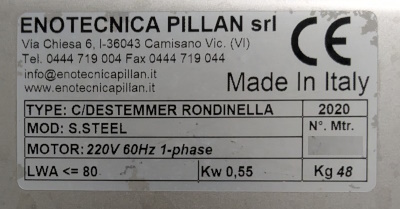 ENOTECNICA PILLAN srl
Via Chiesa 6, I-36043 Camisano Vic. (VI)
Tel. 0444 719 004 Fax 0444 719 044
info@enotecnicapillan.it
www.enotecnicapillan.it
CE
Made In Italy
TYPE: C/DESTEMMER RONDINELLA 2020
MOD: S.STEEL N°. Mtr.
MOTOR: 220V 60Hz 1-phase
LWA <= 80 Kw 0,55 Kg 48